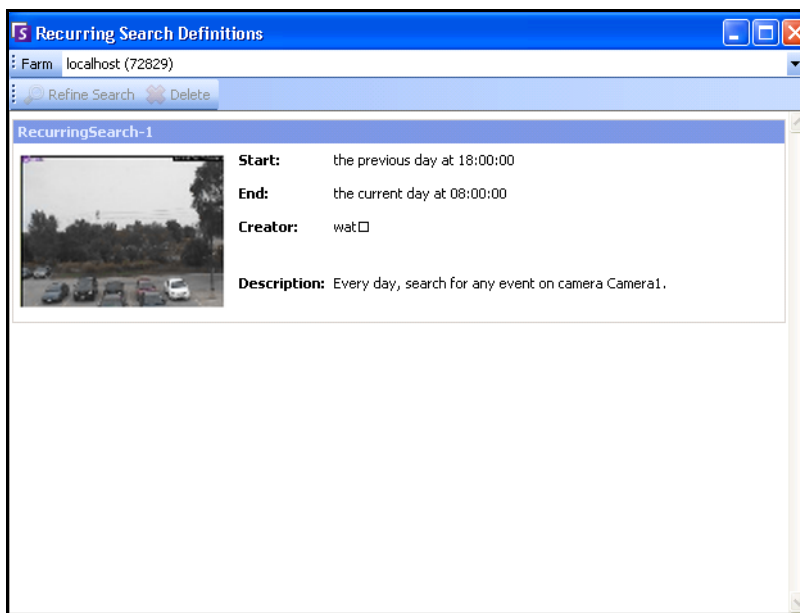 Recurring Search Definitions
Farm localhost (72829)
Refine Search Delete
RecurringSearch-1
Start: the previous day at 18:00:00
End: the current day at 08:00:00
Creator: wat□
Description: Every day, search for any event on camera Camera1.